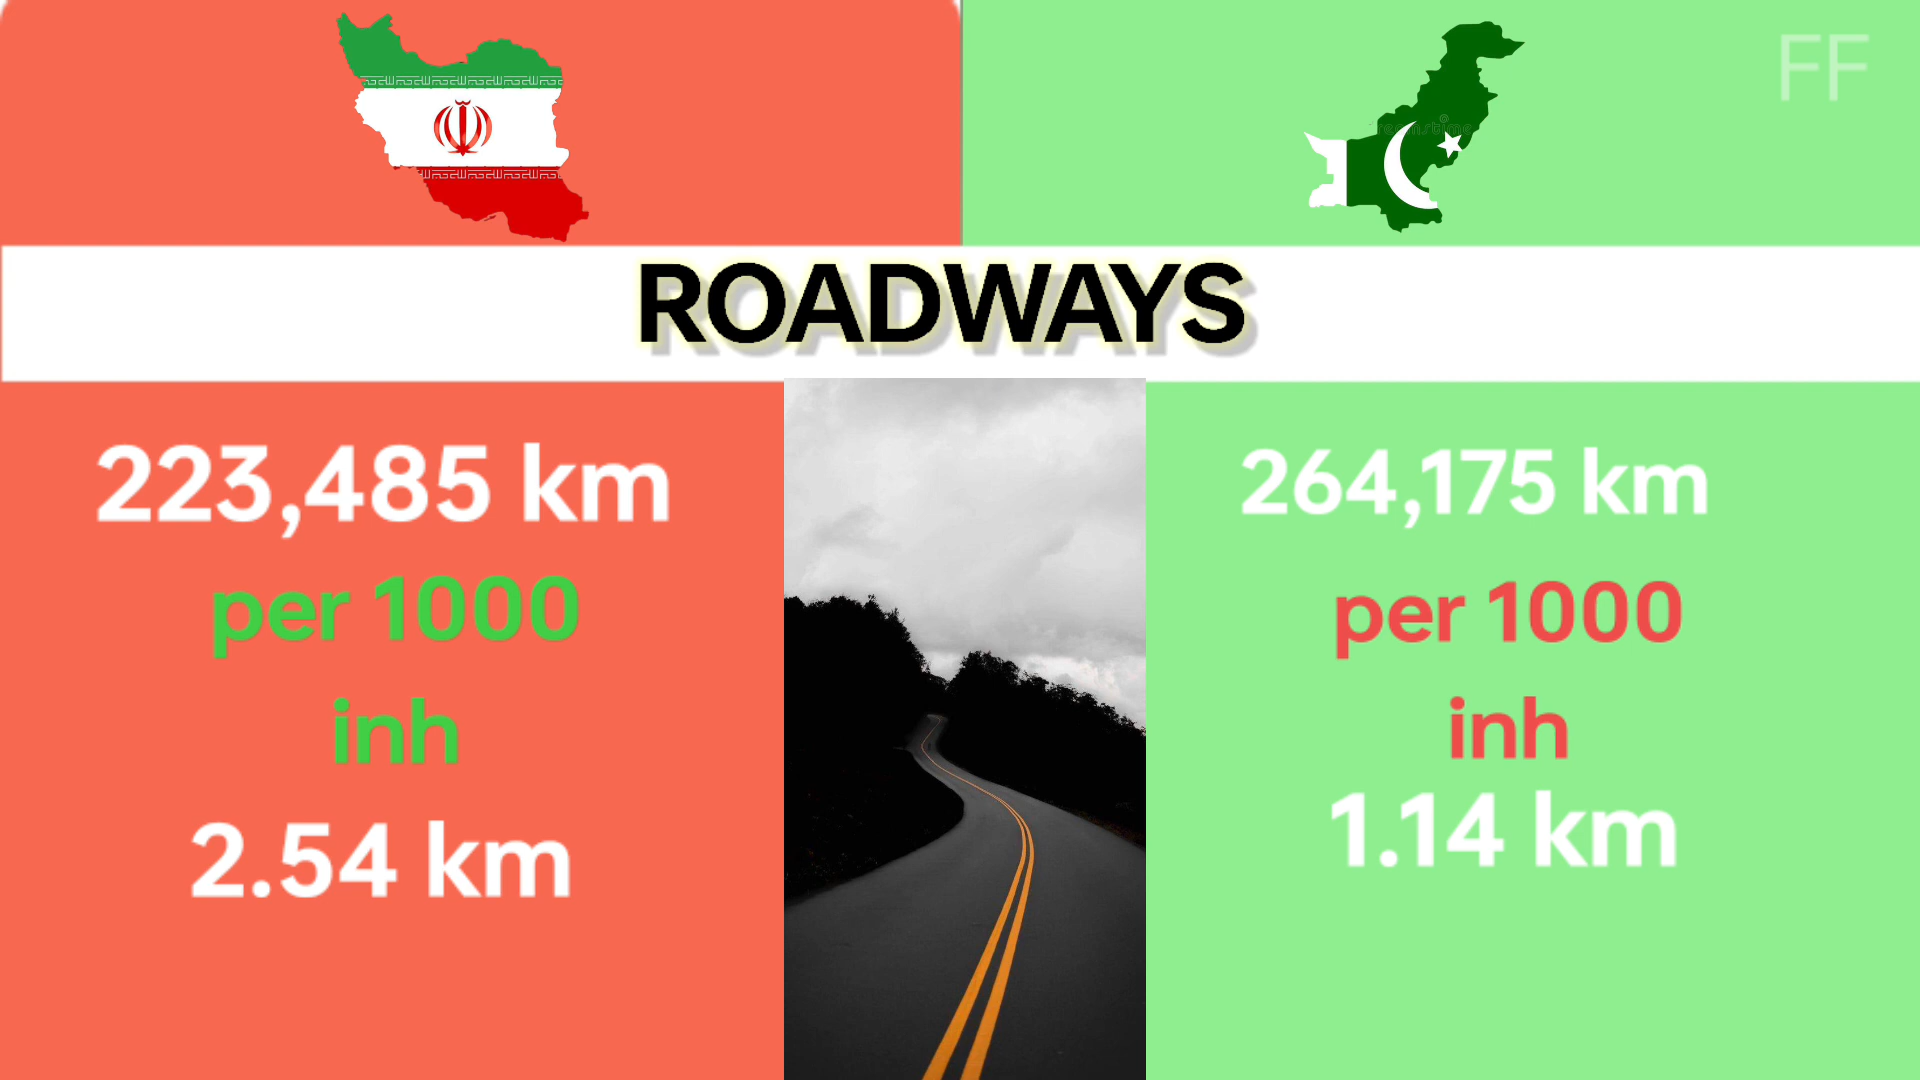 FF
ROADWAYS
223,485 km
per 1000
inh
2.54 km
264,175 km
per 1000
inh
1.14 km